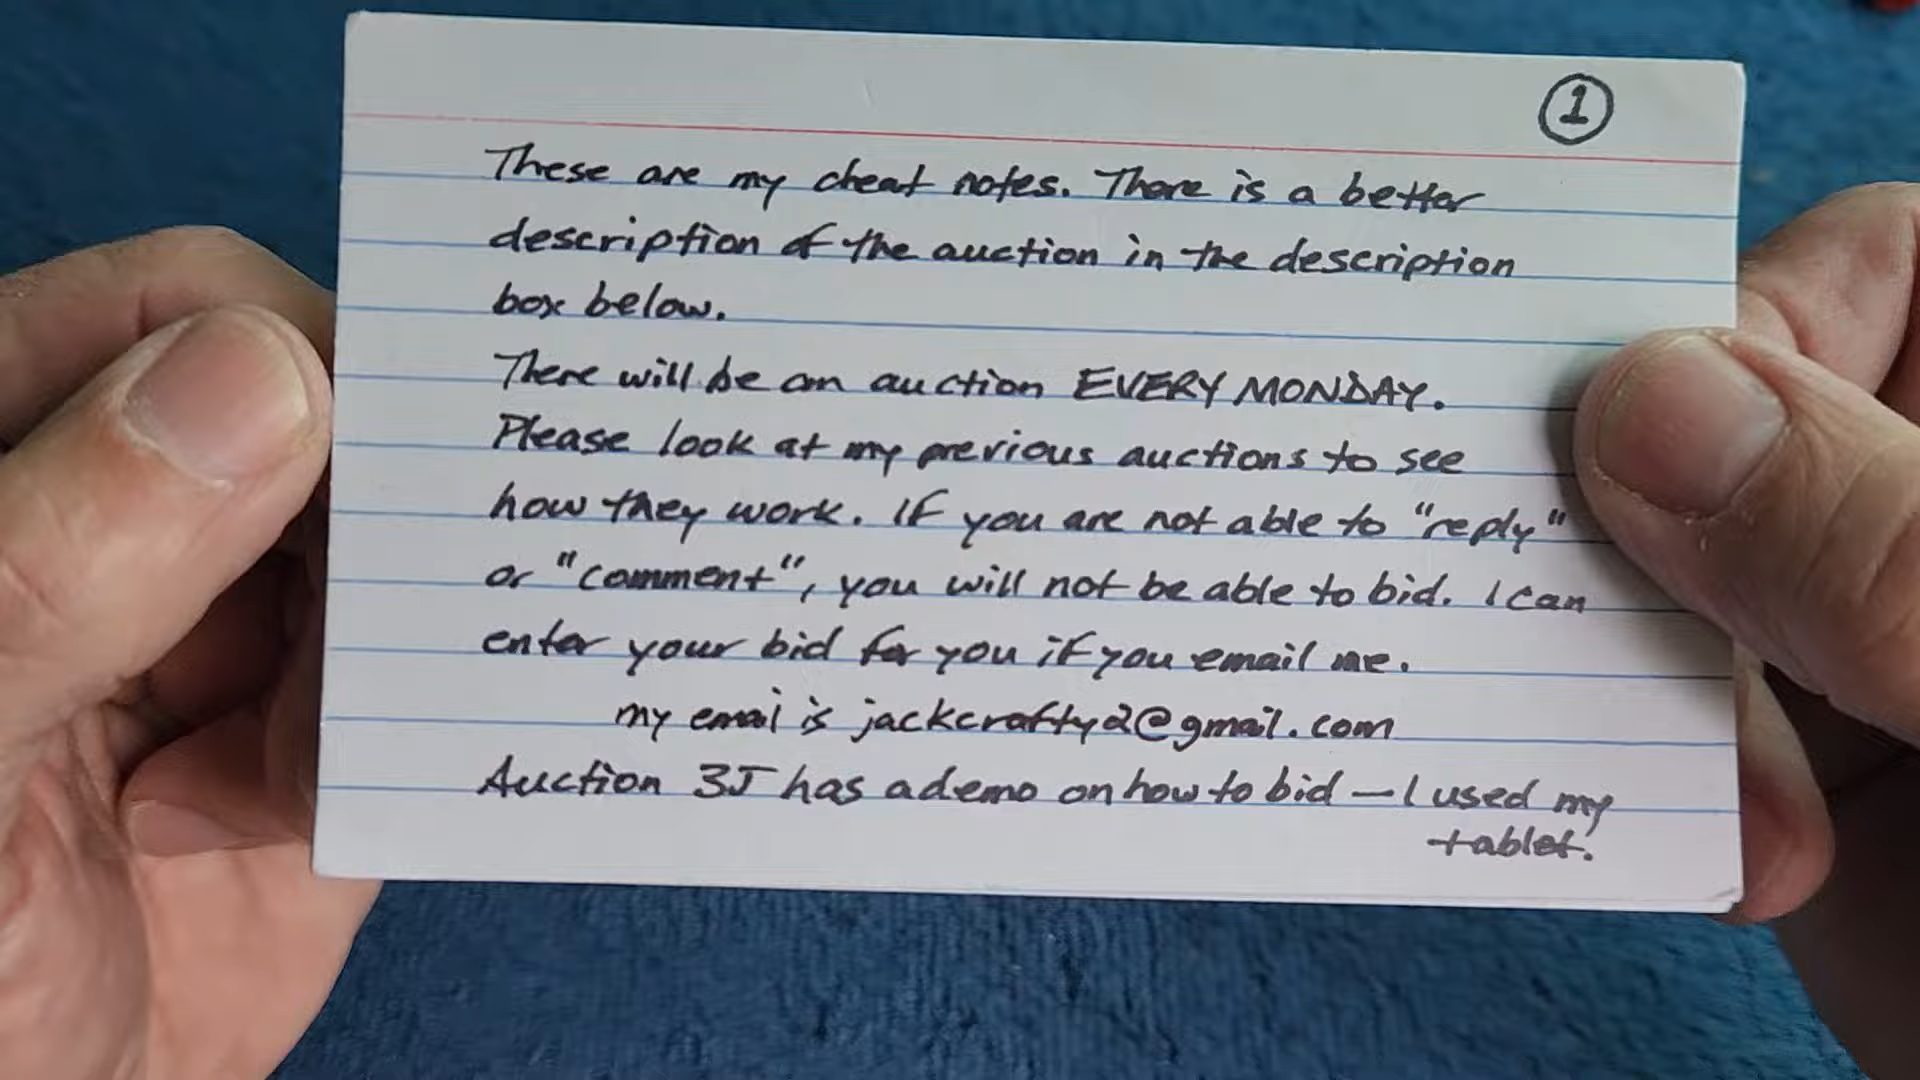 1
These are my cheat notes. There is a better
description of the auction in the description
box below.
There will be an auction EVERY MONDAY.
Please look at my previous auctions to see
how they work. If you are not able to "reply"
or "comment", you will not be able to bid. I can
enter your bid for you if you email me.
my email is jackcrafty2@gmail.com
Auction 3J has a demo on how to bid — I used my
tablet.